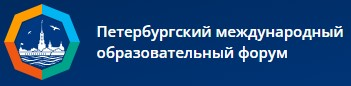 Петербургский международный
образовательный форум